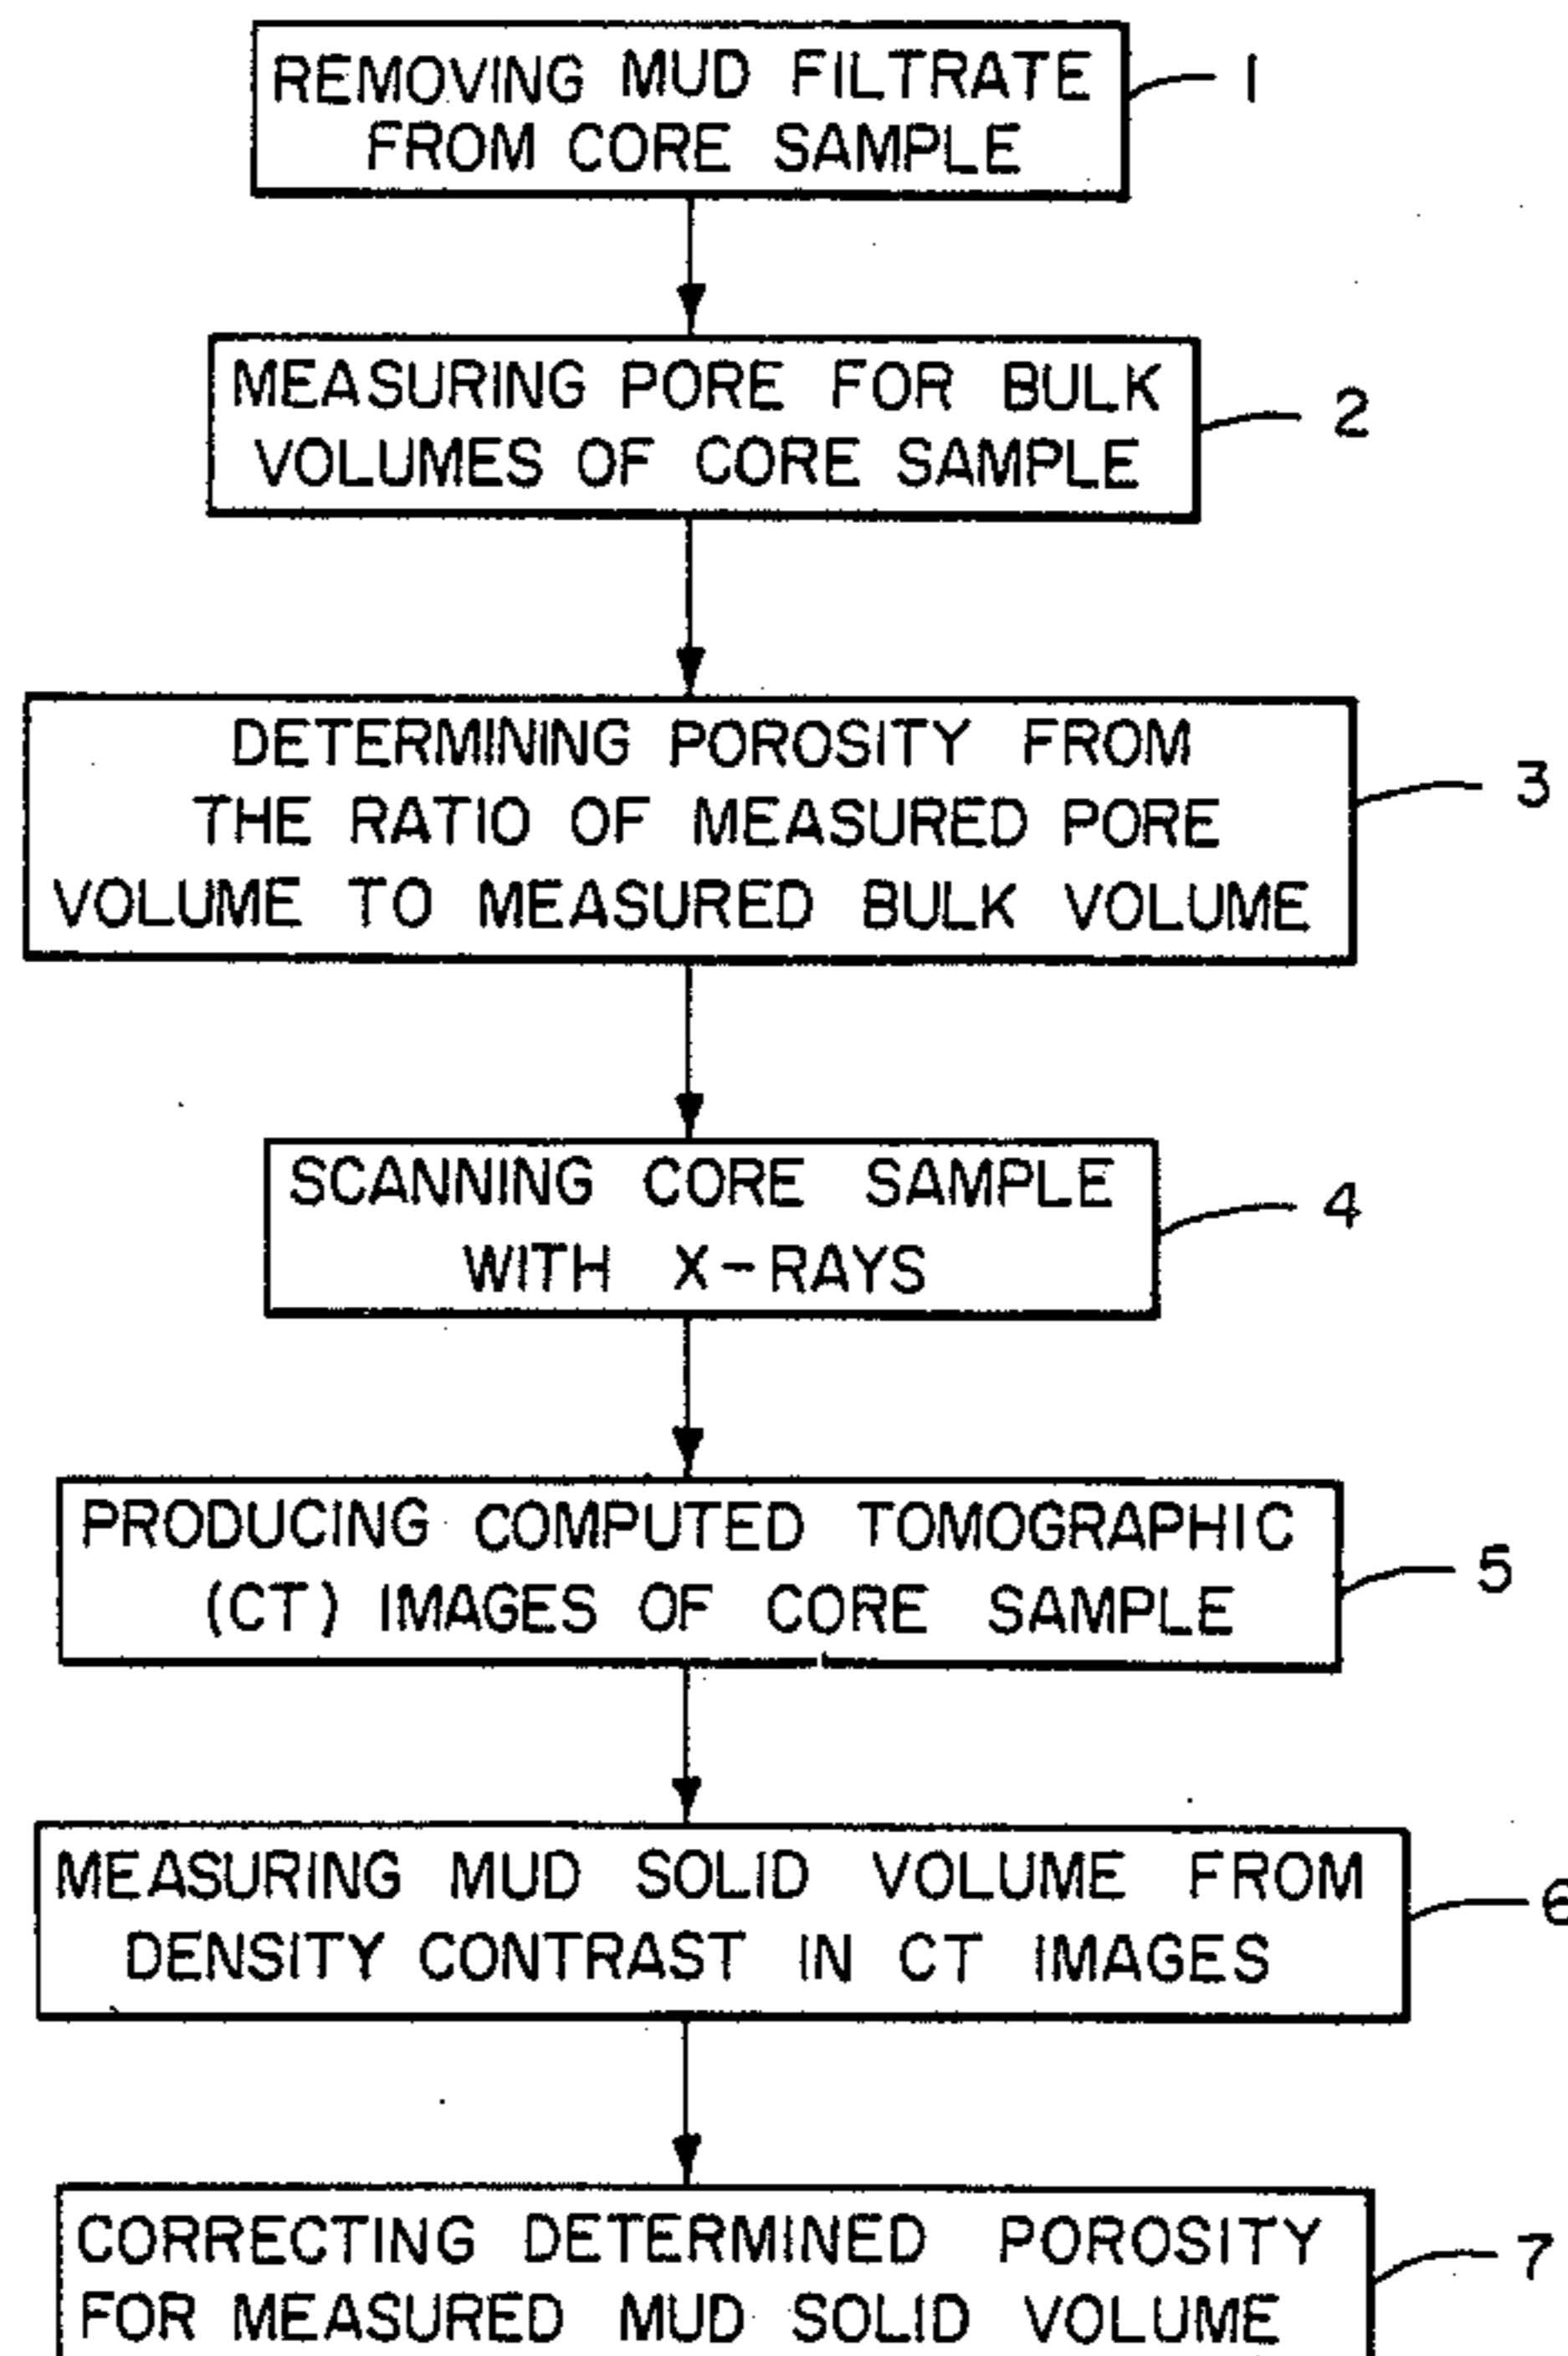 REMOVING MUD FILTRATE
FROM CORE SAMPLE
1
MEASURING PORE FOR BULK
VOLUMES OF CORE SAMPLE
2
DETERMINING POROSITY FROM
THE RATIO OF MEASURED PORE
VOLUME TO MEASURED BULK VOLUME
3
SCANNING CORE SAMPLE
WITH X-RAYS
4
PRODUCING COMPUTED TOMOGRAPHIC
(CT) IMAGES OF CORE SAMPLE
5
MEASURING MUD SOLID VOLUME FROM
DENSITY CONTRAST IN CT IMAGES
6
CORRECTING DETERMINED POROSITY
FOR MEASURED MUD SOLID VOLUME
7